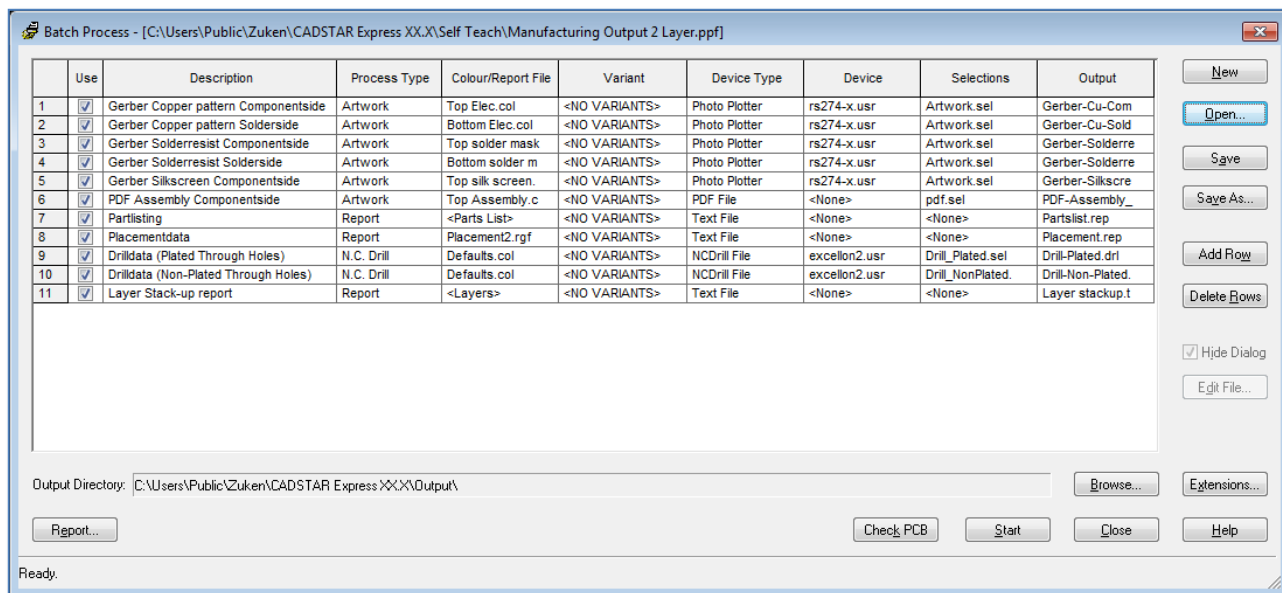 Batch Process - [C:\Users\Public\Zuken\CADSTAR Express XX.X\Self Teach\Manufacturing Output 2 Layer.ppf]
Use Description Process Type Colour/Report File Variant Device Type Device Selections Output
1 Gerber Copper pattern Componentside Artwork Top Elec.col <NO VARIANTS> Photo Plotter rs274-x.usr Artwork.sel Gerber-Cu-Com
2 Gerber Copper pattern Solderside Artwork Bottom Elec.col <NO VARIANTS> Photo Plotter rs274-x.usr Artwork.sel Gerber-Cu-Sold
3 Gerber Solderresist Componentside Artwork Top solder mask <NO VARIANTS> Photo Plotter rs274-x.usr Artwork.sel Gerber-Solderre
4 Gerber Solderresist Solderside Artwork Bottom solder m <NO VARIANTS> Photo Plotter rs274-x.usr Artwork.sel Gerber-Solderre
5 Gerber Silkscreen Componentside Artwork Top silk screen. <NO VARIANTS> Photo Plotter rs274-x.usr Artwork.sel Gerber-Silkscre
6 PDF Assembly Componentside Artwork Top Assembly.c <NO VARIANTS> PDF File <None> pdf.sel PDF-Assembly_
7 Partlisting Report <Parts List> <NO VARIANTS> Text File <None> <None> Partslist.rep
8 Placementdata Report Placement2.rgf <NO VARIANTS> Text File <None> <None> Placement.rep
9 Drilldata (Plated Through Holes) N.C. Drill Defaults.col <NO VARIANTS> NCDrill File excellon2.usr Drill_Plated.sel Drill-Plated.drl
10 Drilldata (Non-Plated Through Holes) N.C. Drill Defaults.col <NO VARIANTS> NCDrill File excellon2.usr Drill_NonPlated. Drill-Non-Plated.
11 Layer Stack-up report Report <Layers> <NO VARIANTS> Text File <None> <None> Layer stackup.t
New
Open...
Save
Save As...
Add Row
Delete Rows
Hide Dialog
Edit File...
Output Directory: C:\Users\Public\Zuken\CADSTAR Express XX.X\Output\ Browse... Extensions...
Report... Check PCB Start Close Help
Ready.